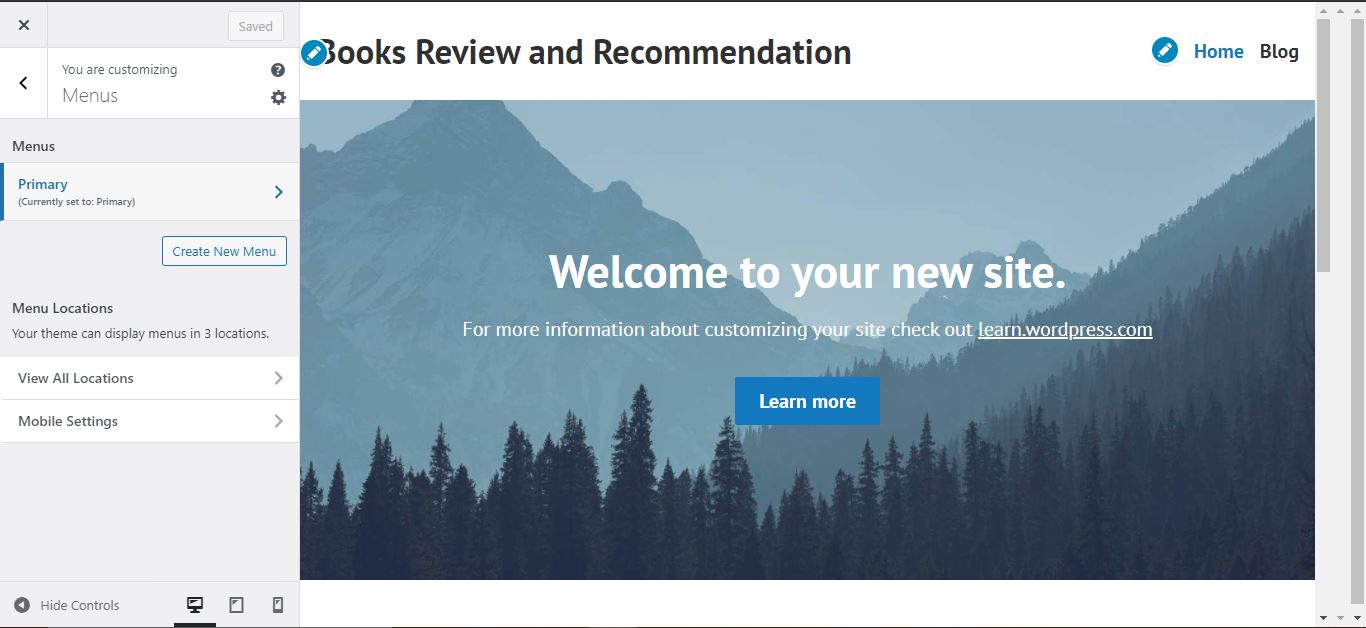 Saved
You are customizing
Menus
Menus
Primary
(Currently set to: Primary)
Create New Menu
Menu Locations
Your theme can display menus in 3 locations.
View All Locations
Mobile Settings
Hide Controls
Books Review and Recommendation
Home Blog
Welcome to your new site.
For more information about customizing your site check out learn.wordpress.com
Learn more